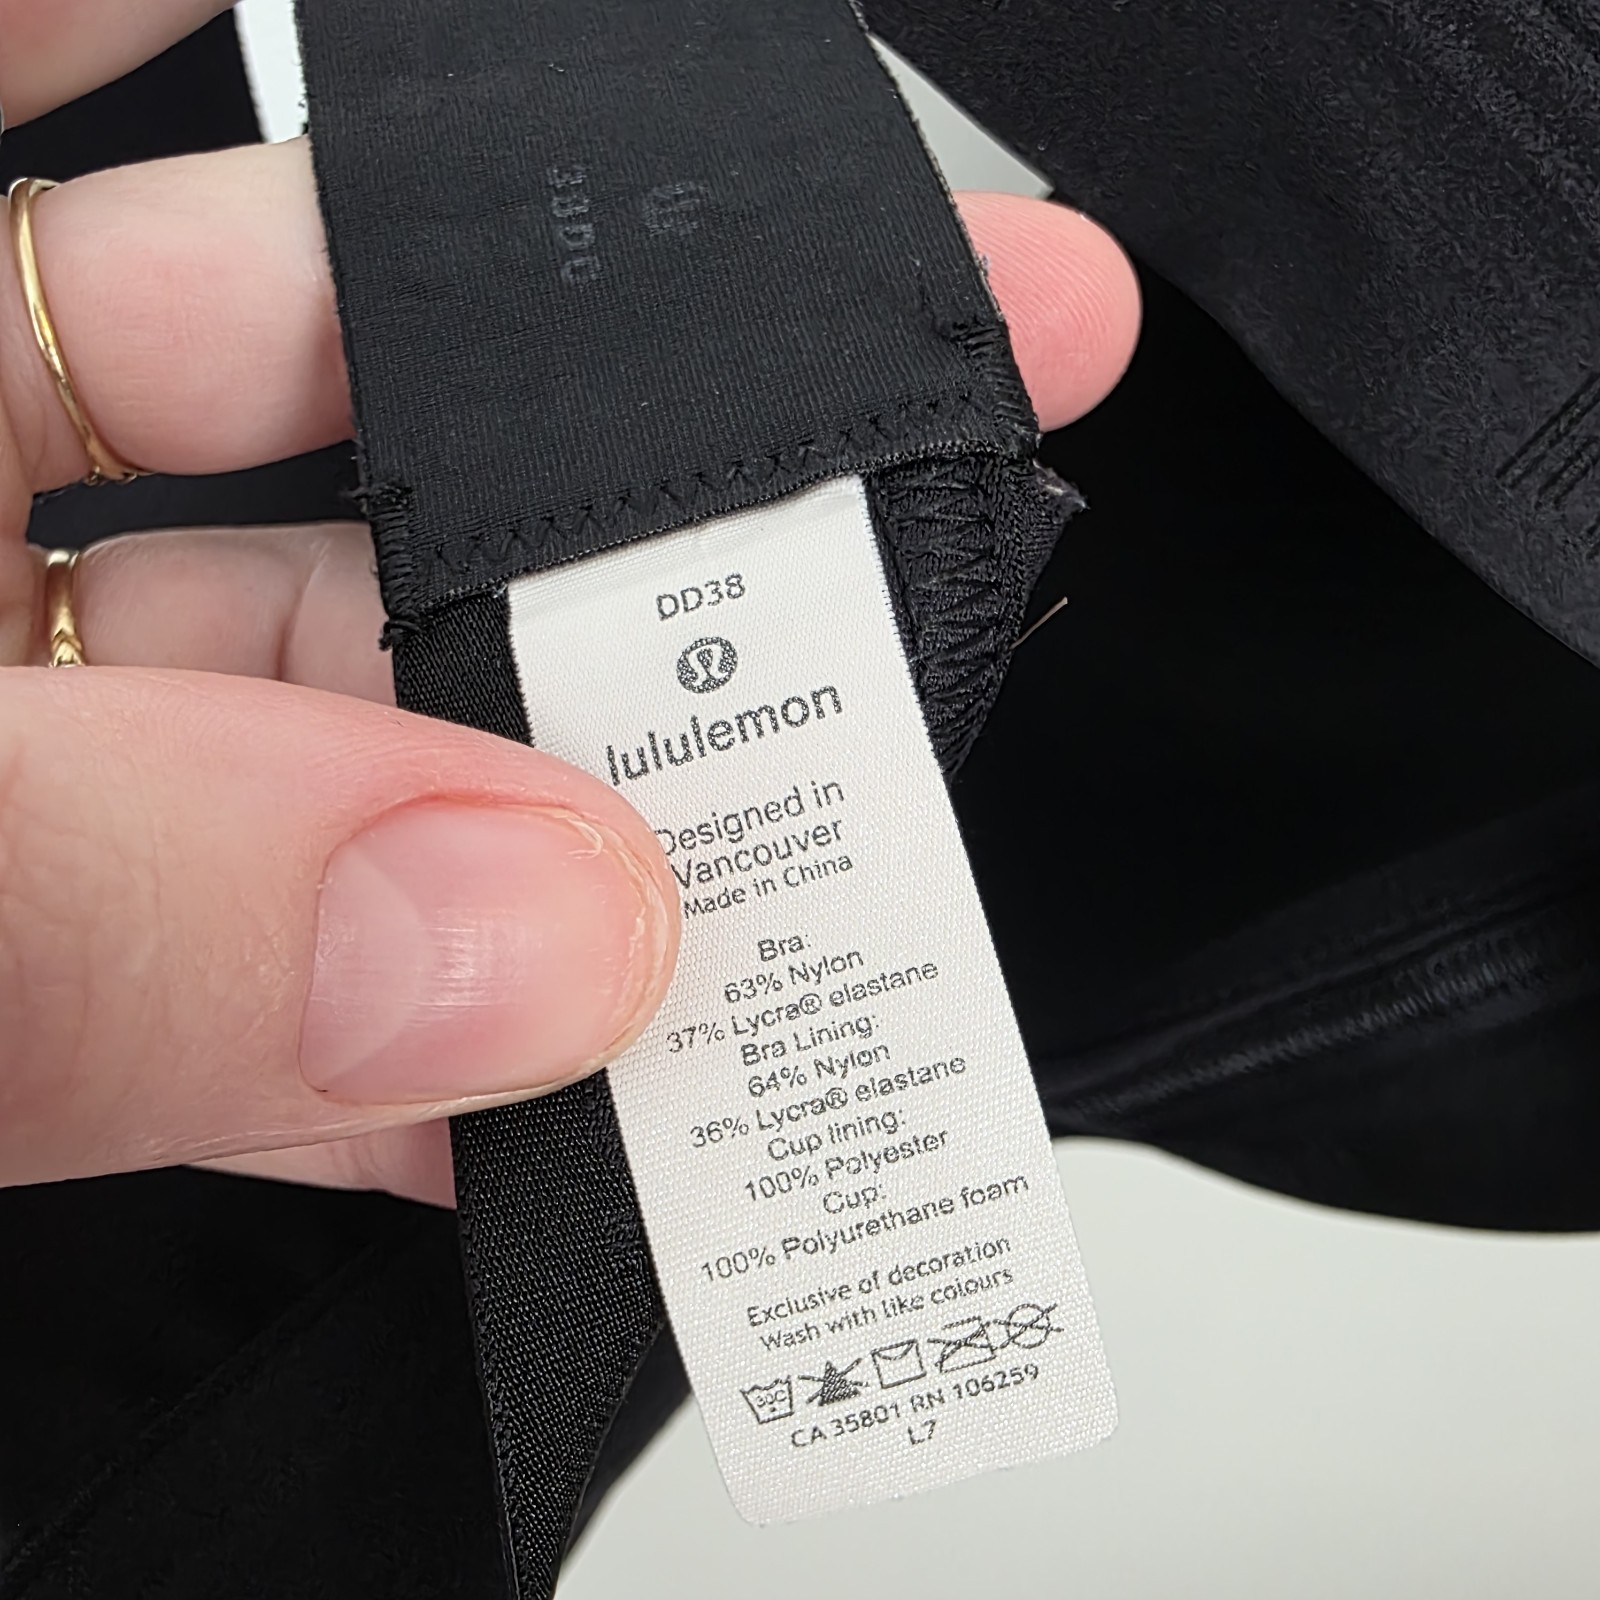 DD38
lululemon
Designed in
Vancouver
Made in China
Bra:
63% Nylon
37% Lycra® elastane
Bra Lining:
64% Nylon
36% Lycra® elastane
Cup lining:
100% Polyester
Cup:
100% Polyurethane foam
Exclusive of decoration
Wash with like colours
30C
CA 35801 RN 106259
L7